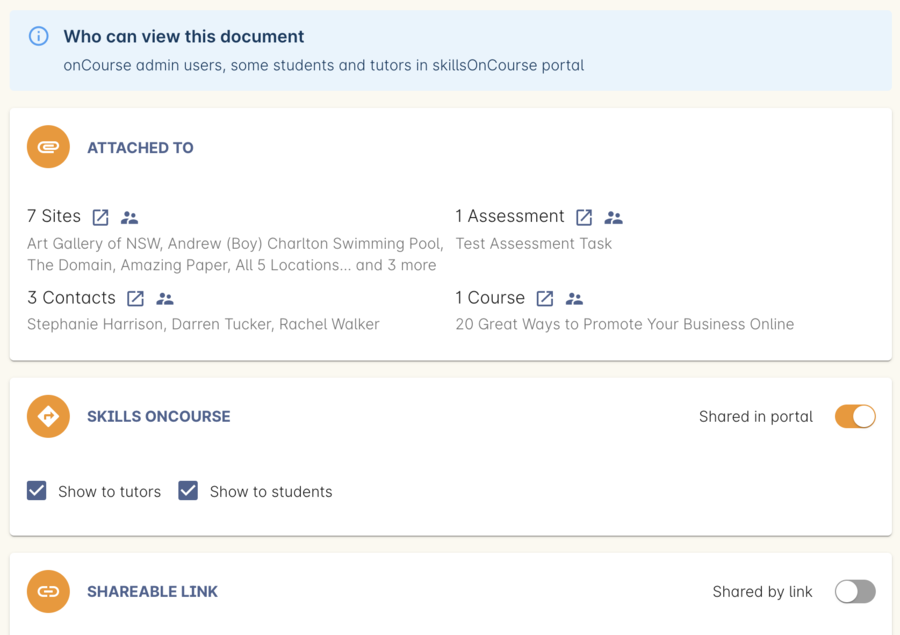 Who can view this document
onCourse admin users, some students and tutors in skillsOnCourse portal
ATTACHED TO
7 Sites
Art Gallery of NSW, Andrew (Boy) Charlton Swimming Pool,
The Domain, Amazing Paper, All 5 Locations... and 3 more
1 Assessment
Test Assessment Task
3 Contacts
Stephanie Harrison, Darren Tucker, Rachel Walker
1 Course
20 Great Ways to Promote Your Business Online
SKILLS ONCOURSE
Shared in portal
Show to tutors
Show to students
SHAREABLE LINK
Shared by link